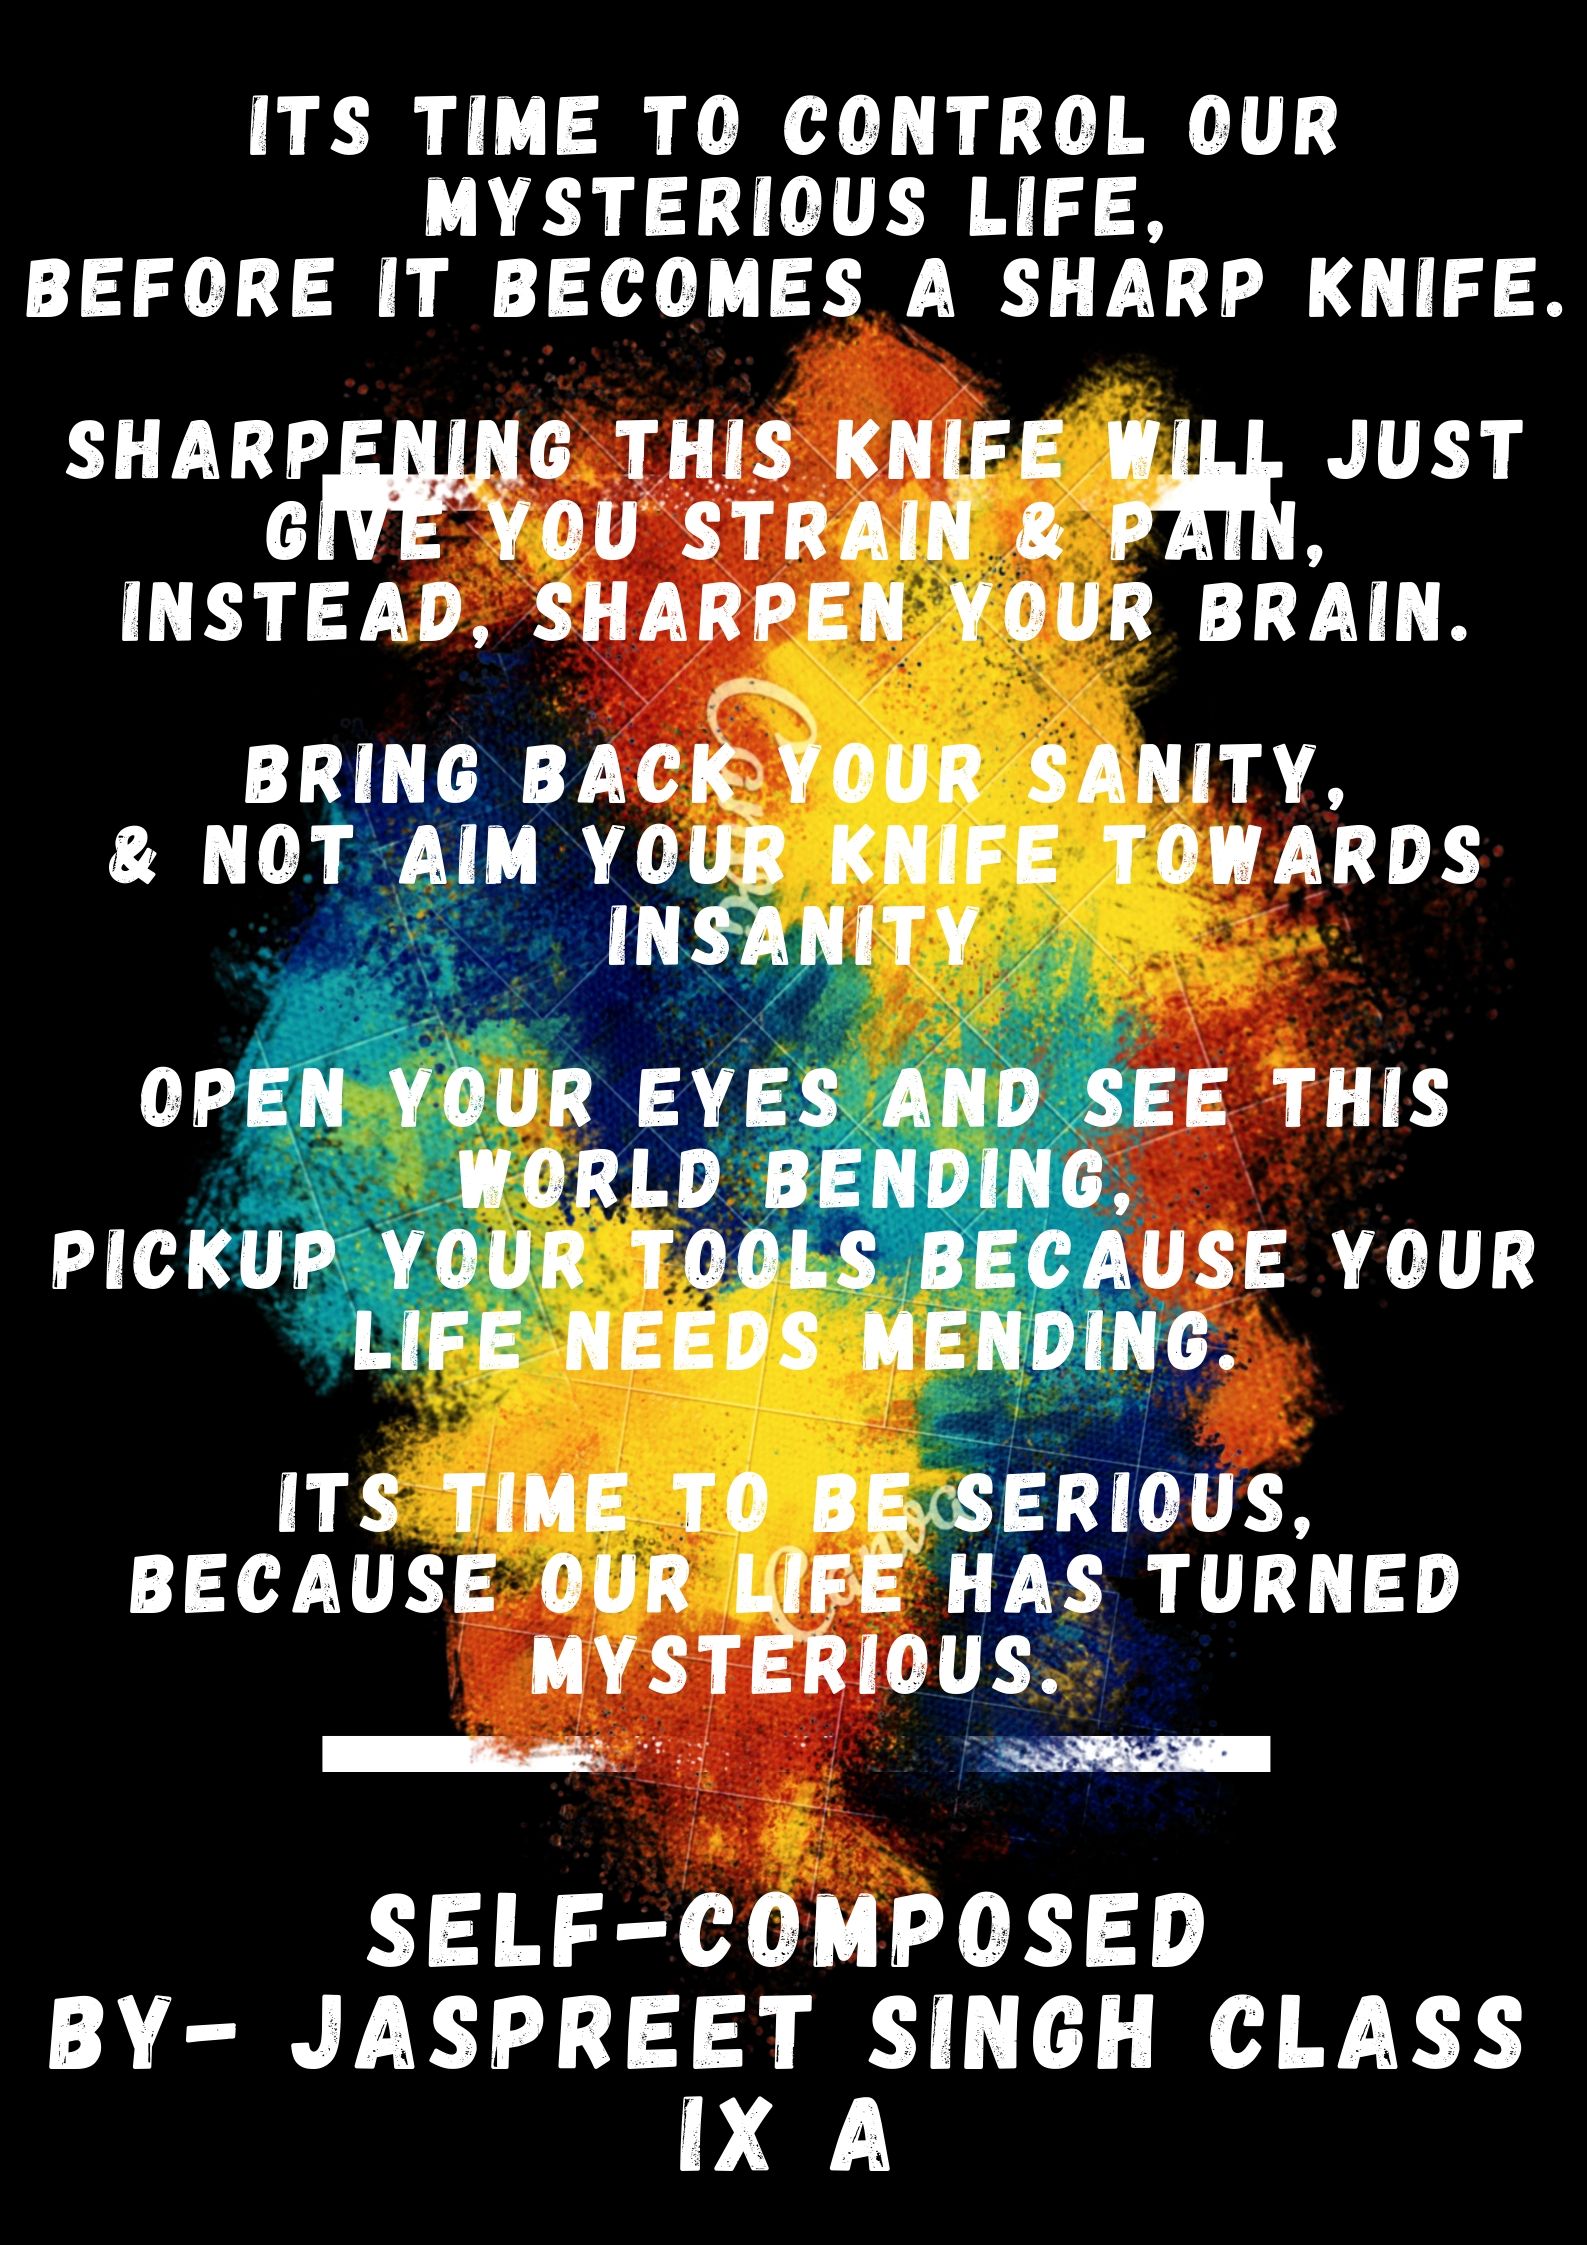 ITS TIME TO CONTROL OUR
MYSTERIOUS LIFE,
BEFORE IT BECOMES A SHARP KNIFE.
SHARPENING THIS KNIFE WILL JUST
GIVE YOU STRAIN & PAIN,
INSTEAD, SHARPEN YOUR BRAIN.
Canva
BRING BACK YOUR SANITY,
& NOT AIM YOUR KNIFE TOWARDS
INSANITY
OPEN YOUR EYES AND SEE THIS
WORLD BENDING,
PICKUP YOUR TOOLS BECAUSE YOUR
LIFE NEEDS MENDING.
ITS TIME TO BE SERIOUS,
Canva
BECAUSE OUR LIFE HAS TURNED
MYSTERIOUS.
SELF-COMPOSED
BY- JASPREET SINGH CLASS
IX A